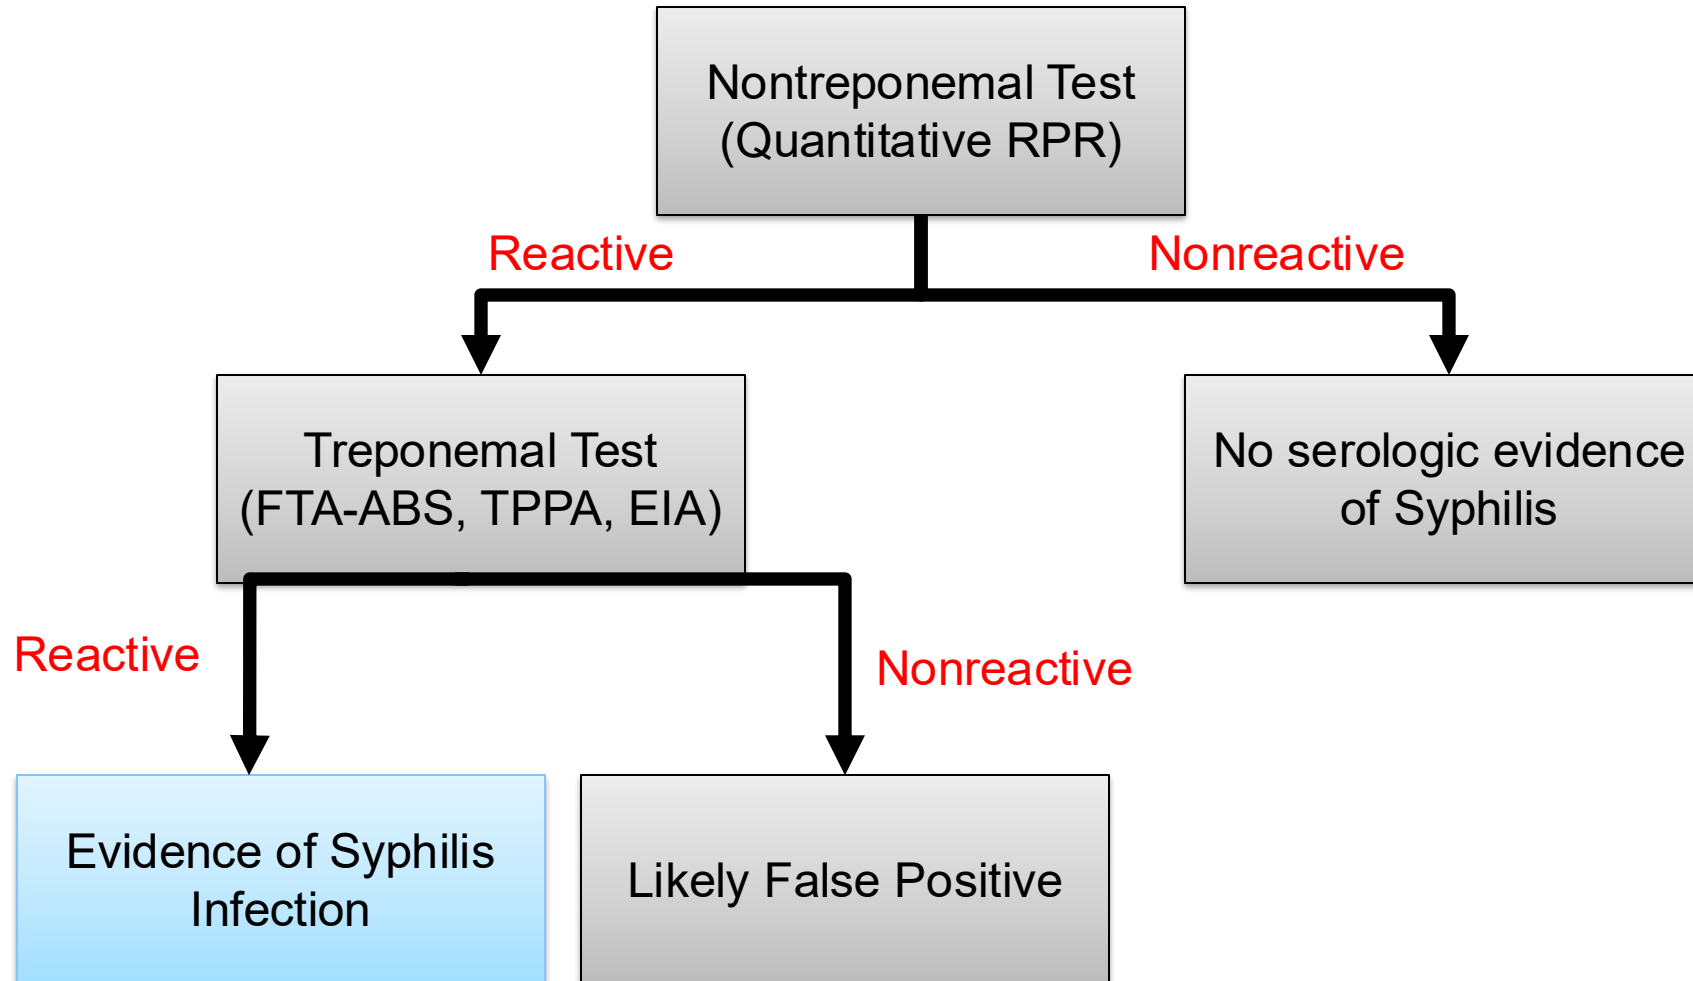 Nontreponemal Test
(Quantitative RPR)
Reactive
Nonreactive
Treponemal Test
(FTA-ABS, TPPA, EIA)
No serologic evidence
of Syphilis
Reactive
Nonreactive
Evidence of Syphilis
Infection
Likely False Positive